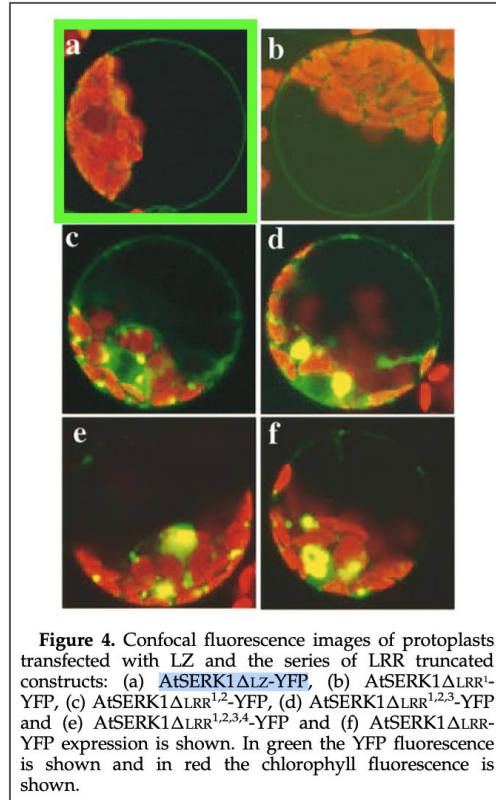 a
b
c
d
e
f
Figure 4. Confocal fluorescence images of protoplasts
transfected with LZ and the series of LRR truncated
constructs: (a) AtSERK1ΔLZ-YFP, (b) AtSERK1ΔLRR¹-
YFP, (c) AtSERK1ΔLRR¹,²-YFP, (d) AtSERK1ΔLRR¹,²,³-YFP
and (e) AtSERK1ΔLRR¹,²,³,⁴-YFP and (f) AtSERK1ΔLRR-
YFP expression is shown. In green the YFP fluorescence
is shown and in red the chlorophyll fluorescence is
shown.